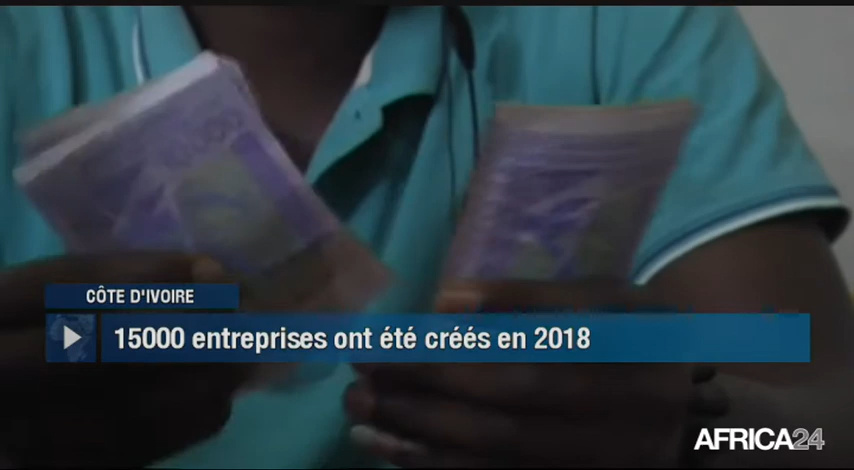 CÔTE D'IVOIRE
15000 entreprises ont été créés en 2018
AFRICA24